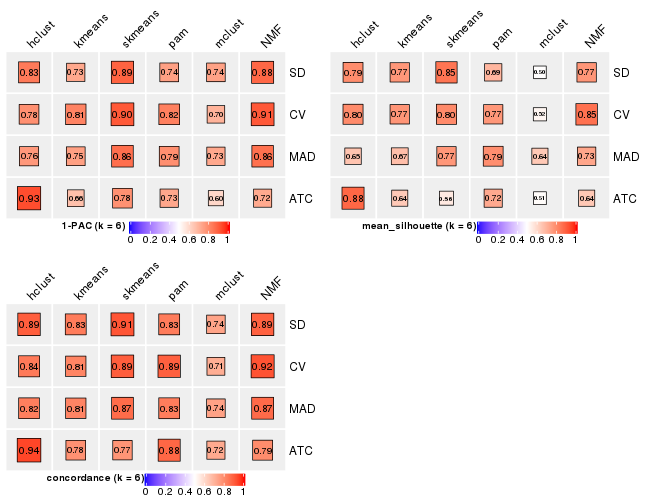 hclust kmeans skmeans pam mclust NMF
0.83 0.73 0.89 0.74 0.74 0.88 SD
0.78 0.81 0.90 0.82 0.70 0.91 CV
0.76 0.75 0.86 0.79 0.73 0.86 MAD
0.93 0.66 0.78 0.73 0.60 0.72 ATC
1-PAC (k = 6)
0 0.2 0.4 0.6 0.8 1
hclust kmeans skmeans pam mclust NMF
0.79 0.77 0.85 0.69 0.50 0.77 SD
0.80 0.77 0.80 0.77 0.52 0.85 CV
0.65 0.67 0.77 0.79 0.64 0.73 MAD
0.88 0.64 0.56 0.72 0.51 0.64 ATC
mean_silhouette (k = 6)
0 0.2 0.4 0.6 0.8 1
hclust kmeans skmeans pam mclust NMF
0.89 0.83 0.91 0.83 0.74 0.89 SD
0.84 0.81 0.89 0.89 0.71 0.92 CV
0.82 0.81 0.87 0.83 0.74 0.87 MAD
0.94 0.78 0.77 0.88 0.72 0.79 ATC
concordance (k = 6)
0 0.2 0.4 0.6 0.8 1